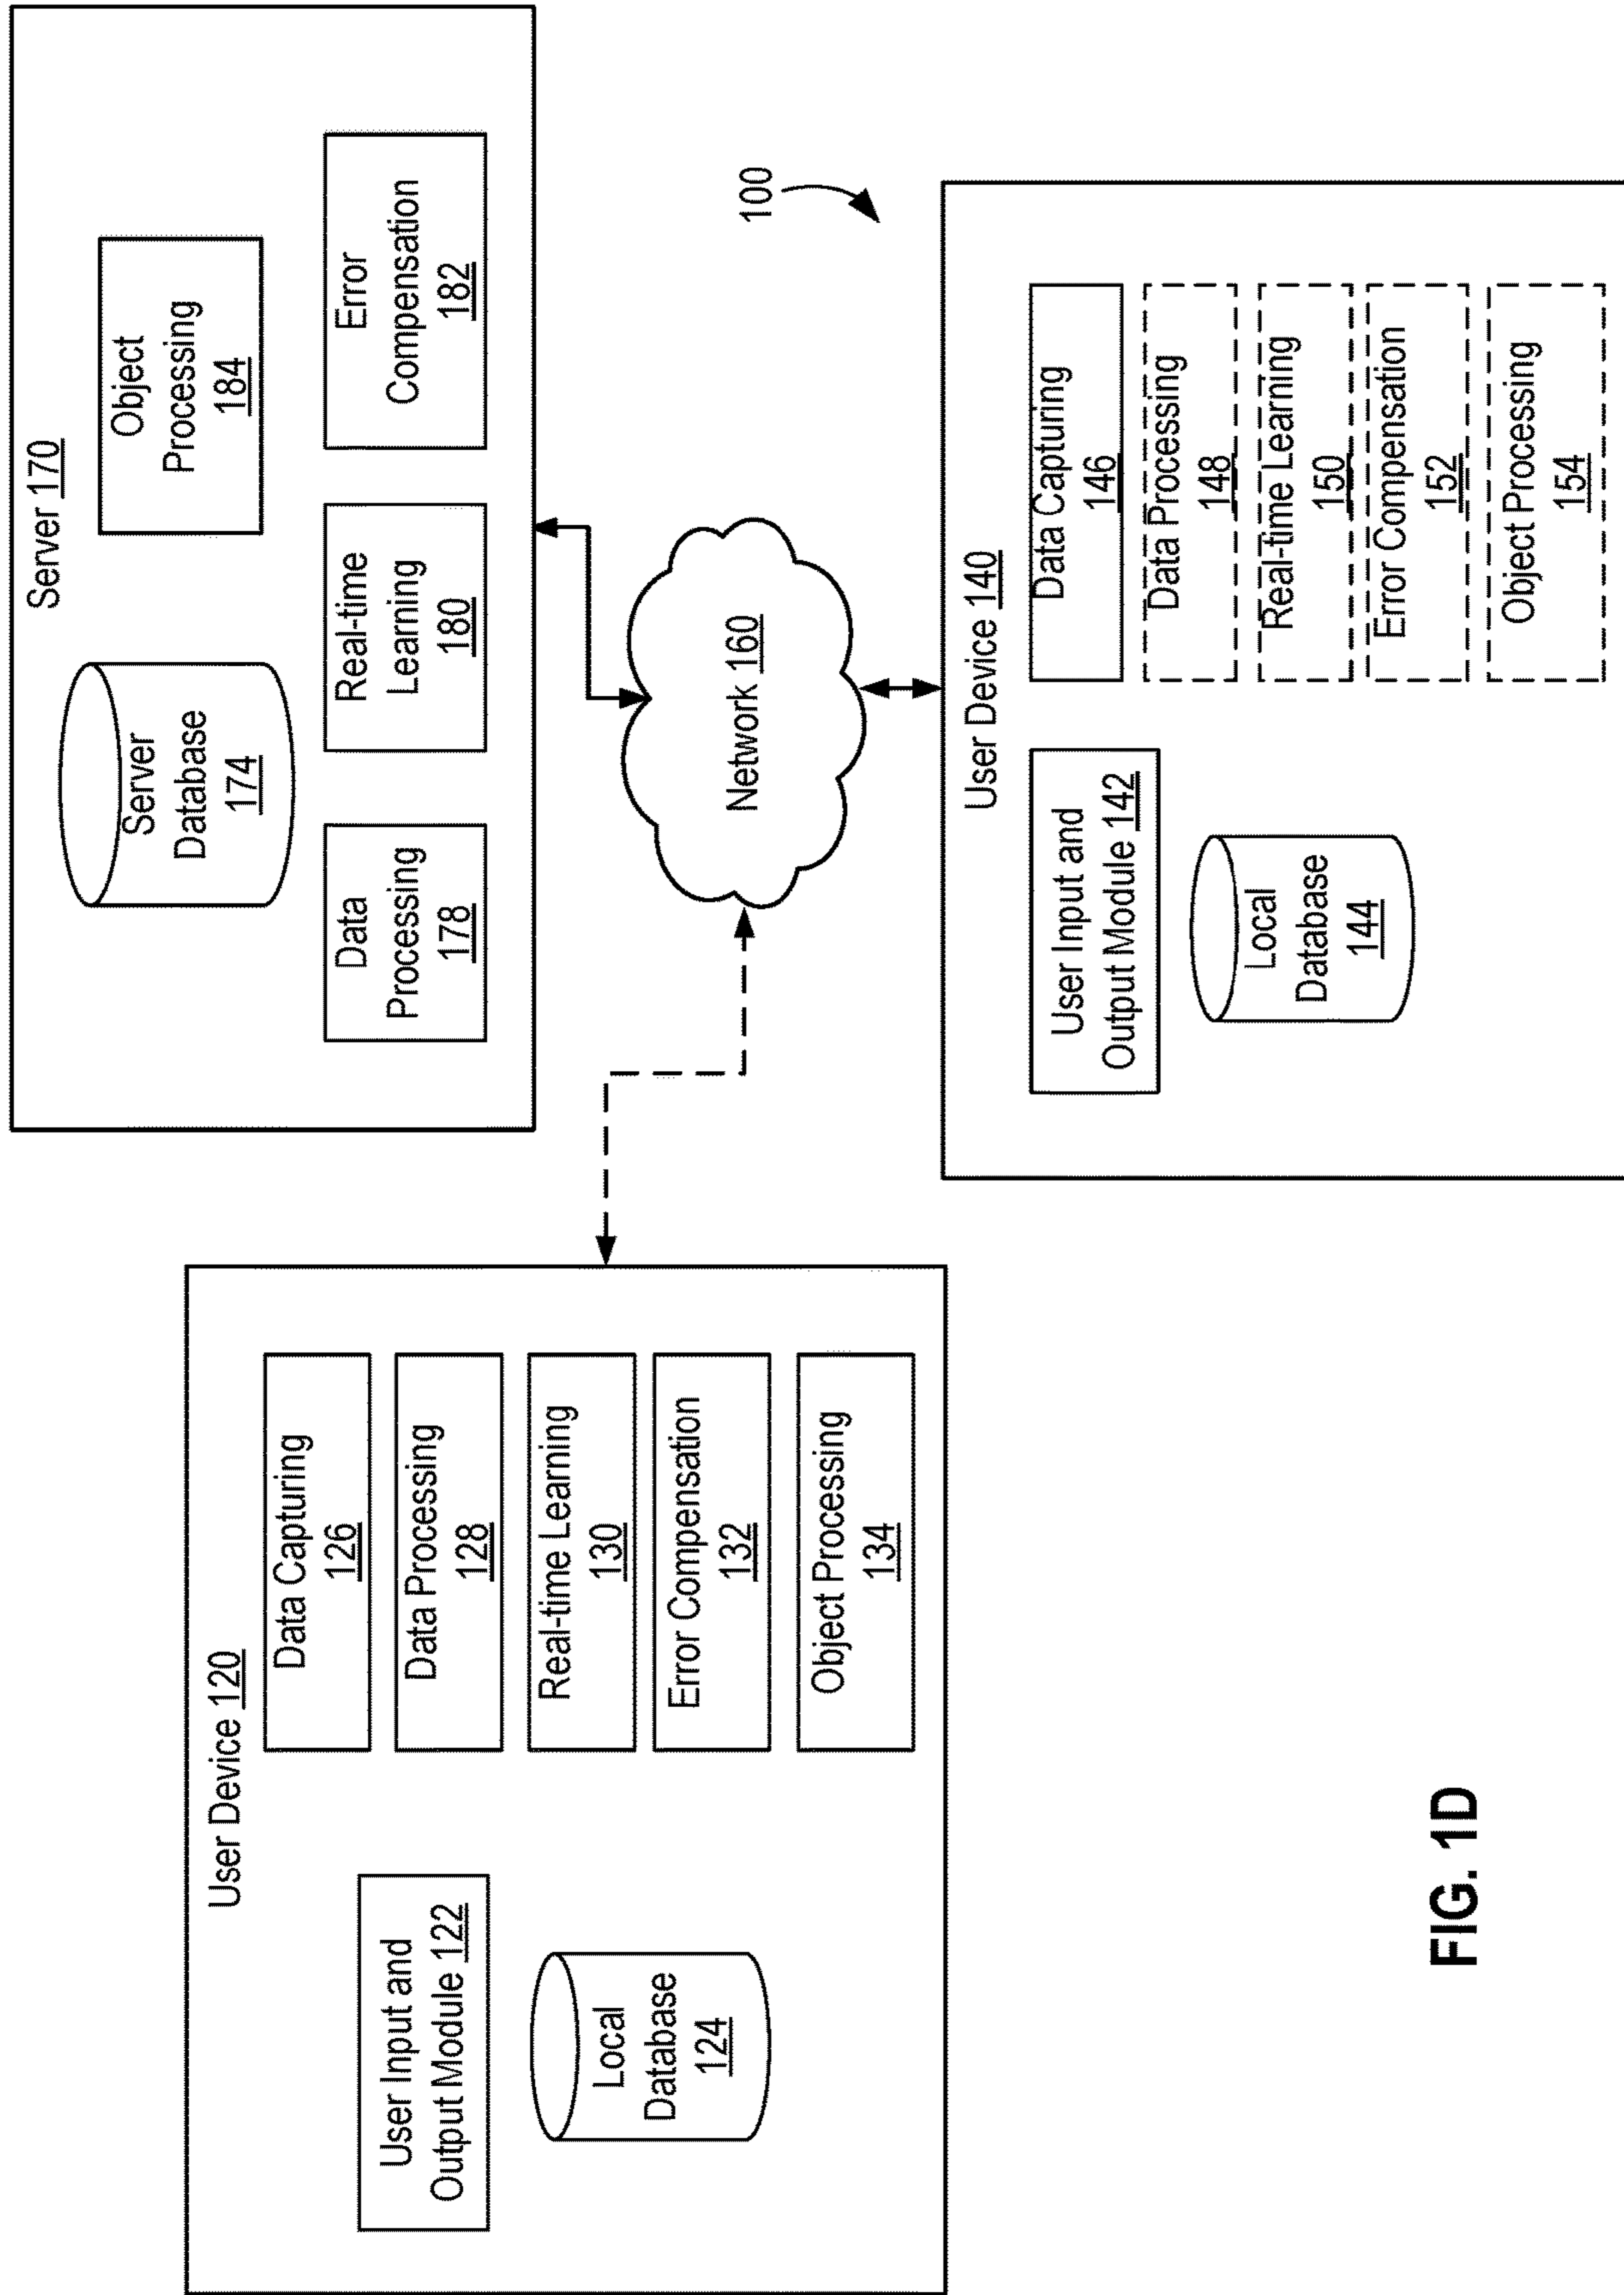 User Device 120
User Input and
Output Module 122
Local
Database
124
Data Capturing
126
Data Processing
128
Real-time Learning
130
Error Compensation
132
Object Processing
134
Server 170
Server
Database
174
Object
Processing
184
Data
Processing
178
Real-time
Learning
180
Error
Compensation
182
Network 160
100
User Device 140
User Input and
Output Module 142
Local
Database
144
Data Capturing
146
Data Processing
148
Real-time Learning
150
Error Compensation
152
Object Processing
154
FIG. 1D